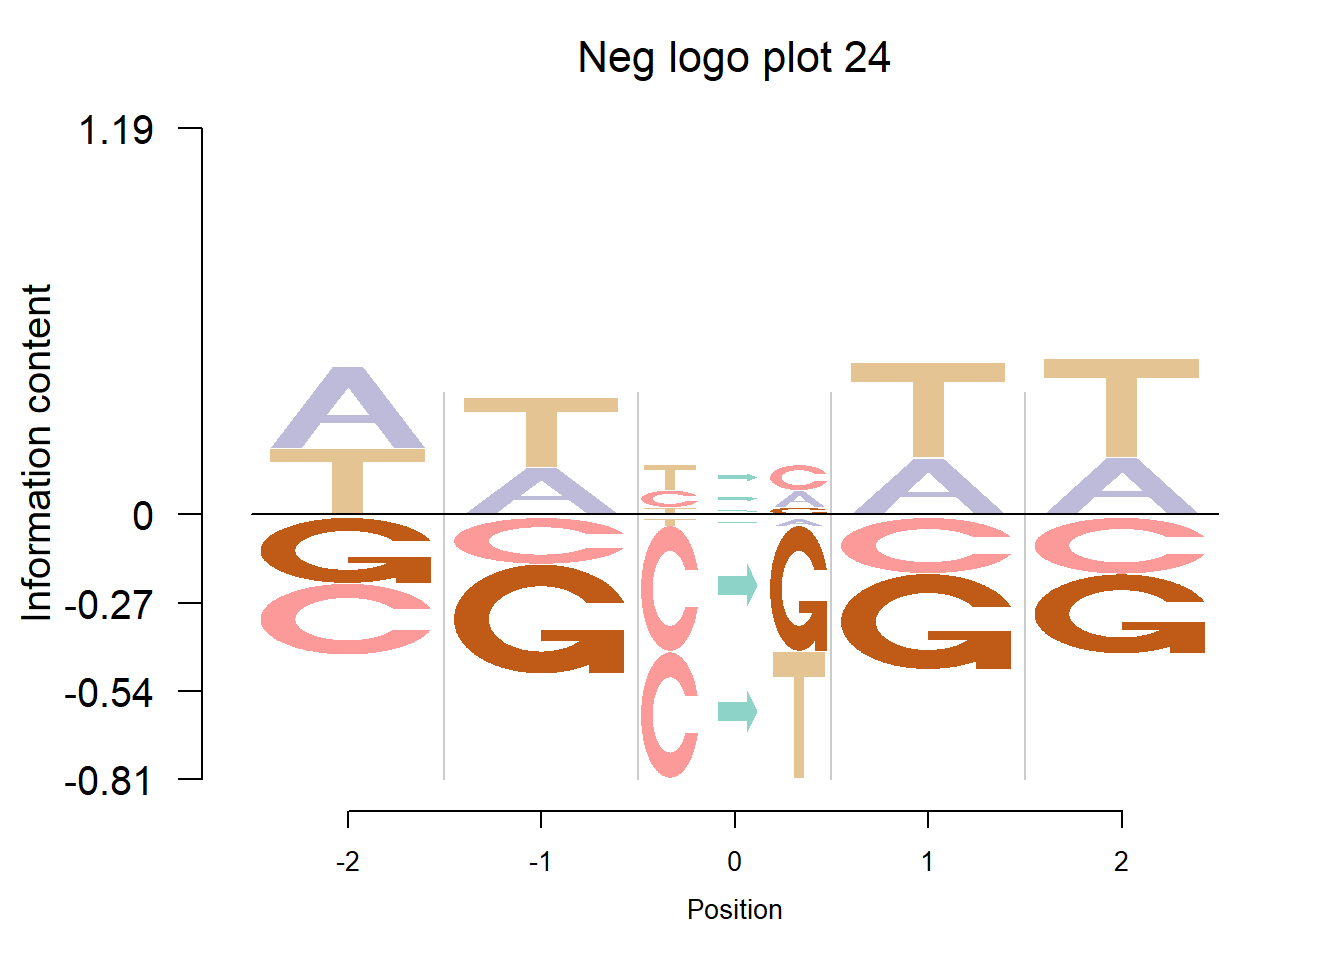 Neg logo plot 24
Information content
1.19
0
-0.27
-0.54
-0.81
A T T C T T
T A C A A A
T G
T A
G C C G C C
C G C T G G
-2 -1 0 1 2
Position